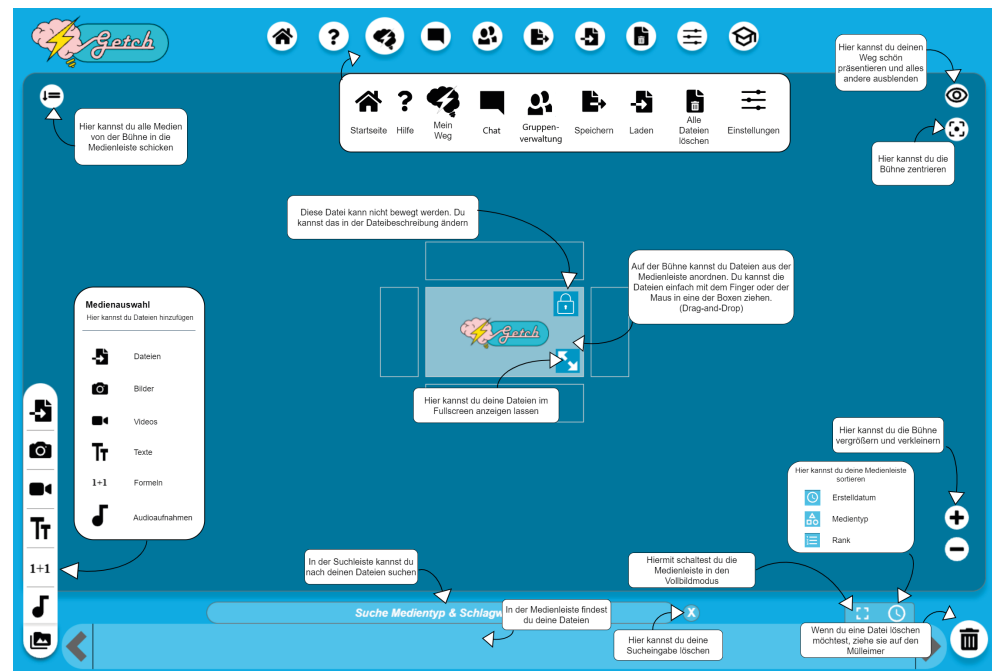 Getch
?
Hier kannst du deinen
Weg schön
präsentieren und alles
andere ausblenden
Hier kannst du alle Medien
von der Bühne in die
Medienleiste schicken
?
Startseite
Hilfe
Mein
Weg
Chat
Gruppen-
verwaltung
Speichern
Laden
Alle
Dateien
löschen
Einstellungen
Hier kannst du die
Bühne zentrieren
Diese Datei kann nicht bewegt werden. Du
kannst das in der Dateibeschreibung ändern
Auf der Bühne kannst du Dateien aus der
Medienleiste anordnen. Du kannst die
Dateien einfach mit dem Finger oder der
Maus in eine der Boxen ziehen.
(Drag-and-Drop)
Getch
Hier kannst du deine Dateien im
Fullscreen anzeigen lassen
Medienauswahl
Hier kannst du Dateien hinzufügen
Dateien
Bilder
Videos
Tt Texte
1+1 Formeln
Audioaufnahmen
Tt
1+1
Hier kannst du die Bühne
vergrößern und verkleinern
Hier kannst du deine Medienleiste
sortieren
Erstelldatum
Medientyp
Rank
In der Suchleiste kannst du
nach deinen Dateien suchen
Hiermit schaltest du die
Medienleiste in den
Vollbildmodus
Suche Medientyp & Schlagw
X
In der Medienleiste findest
du deine Dateien
Hier kannst du deine
Sucheingabe löschen
Wenn du eine Datei löschen
möchtest, ziehe sie auf den
Mülleimer